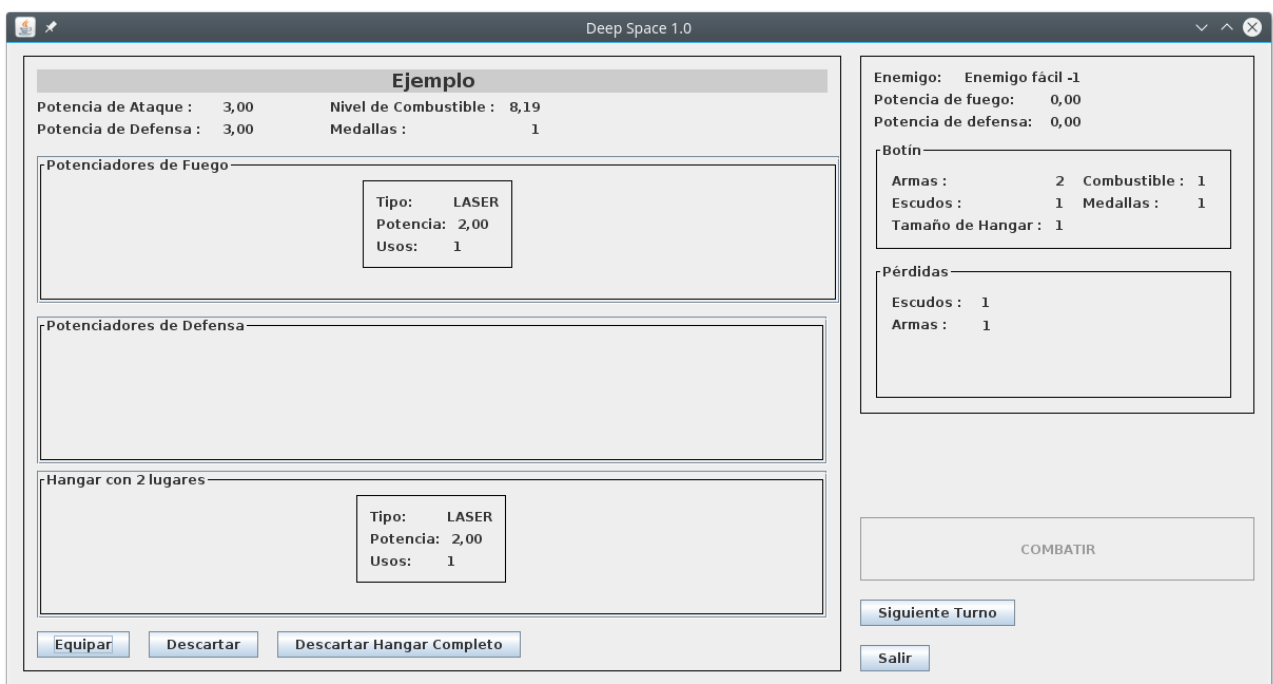 Deep Space 1.0
Ejemplo
Potencia de Ataque : 3,00 Nivel de Combustible : 8,19
Potencia de Defensa : 3,00 Medallas : 1
Potenciadores de Fuego
Tipo: LASER
Potencia: 2,00
Usos: 1
Potenciadores de Defensa
Hangar con 2 lugares
Tipo: LASER
Potencia: 2,00
Usos: 1
Equipar Descartar Descartar Hangar Completo
Enemigo: Enemigo fácil -1
Potencia de fuego: 0,00
Potencia de defensa: 0,00
Botín
Armas : 2 Combustible : 1
Escudos : 1 Medallas : 1
Tamaño de Hangar : 1
Pérdidas
Escudos : 1
Armas : 1
COMBATIR
Siguiente Turno
Salir